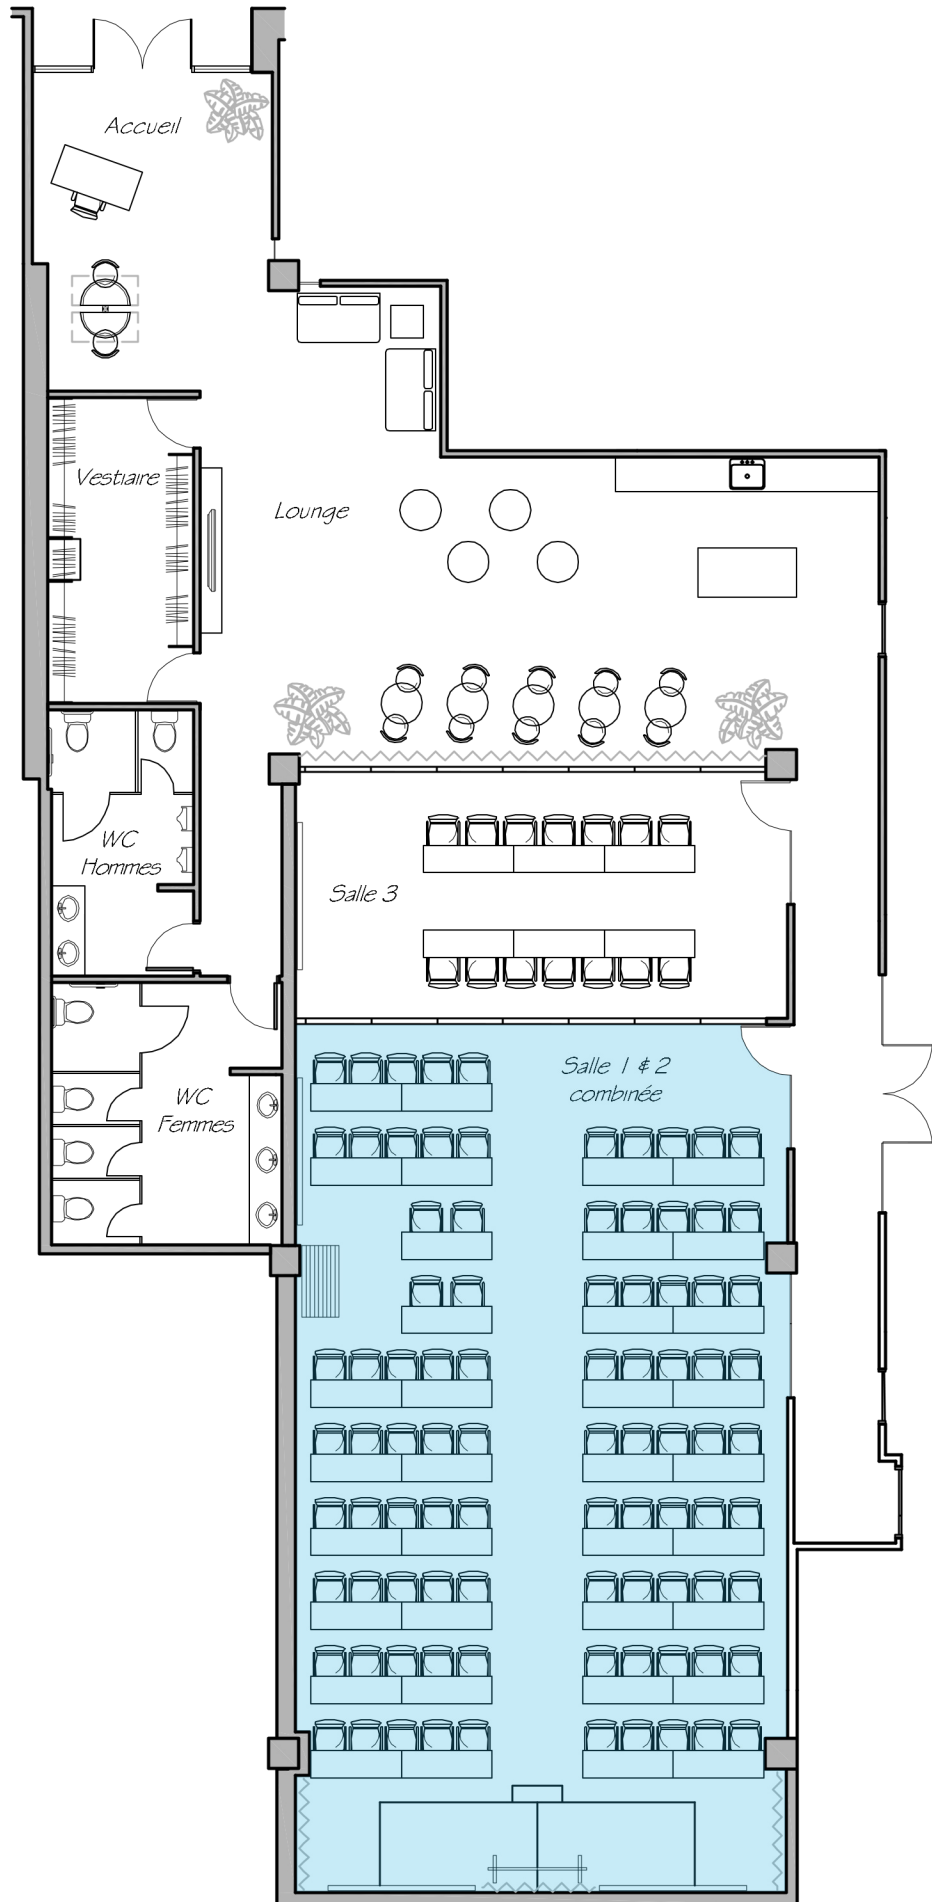 Accueil
Vestiaire
Lounge
WC
Hommes
Salle 3
Salle 1 & 2
combinée
WC
Femmes